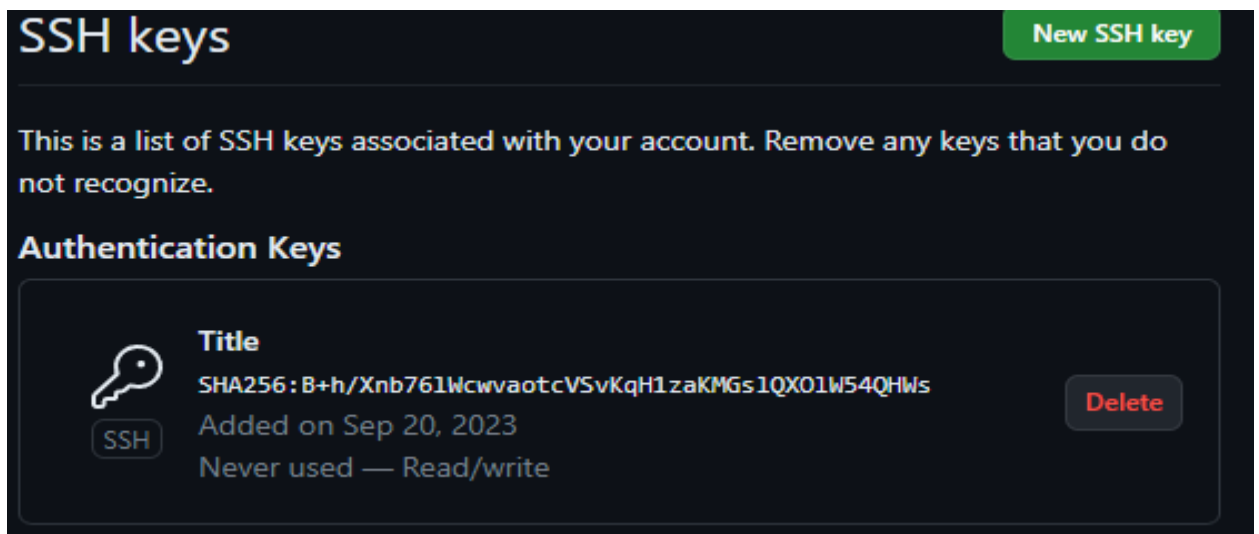 SSH keys
New SSH key
This is a list of SSH keys associated with your account. Remove any keys that you do
not recognize.
Authentication Keys
Title
SHA256:B+h/Xnb76lWcwvaotcVSvKqH1zaKMGslQXOlW54QHWs
SSH
Added on Sep 20, 2023
Never used — Read/write
Delete